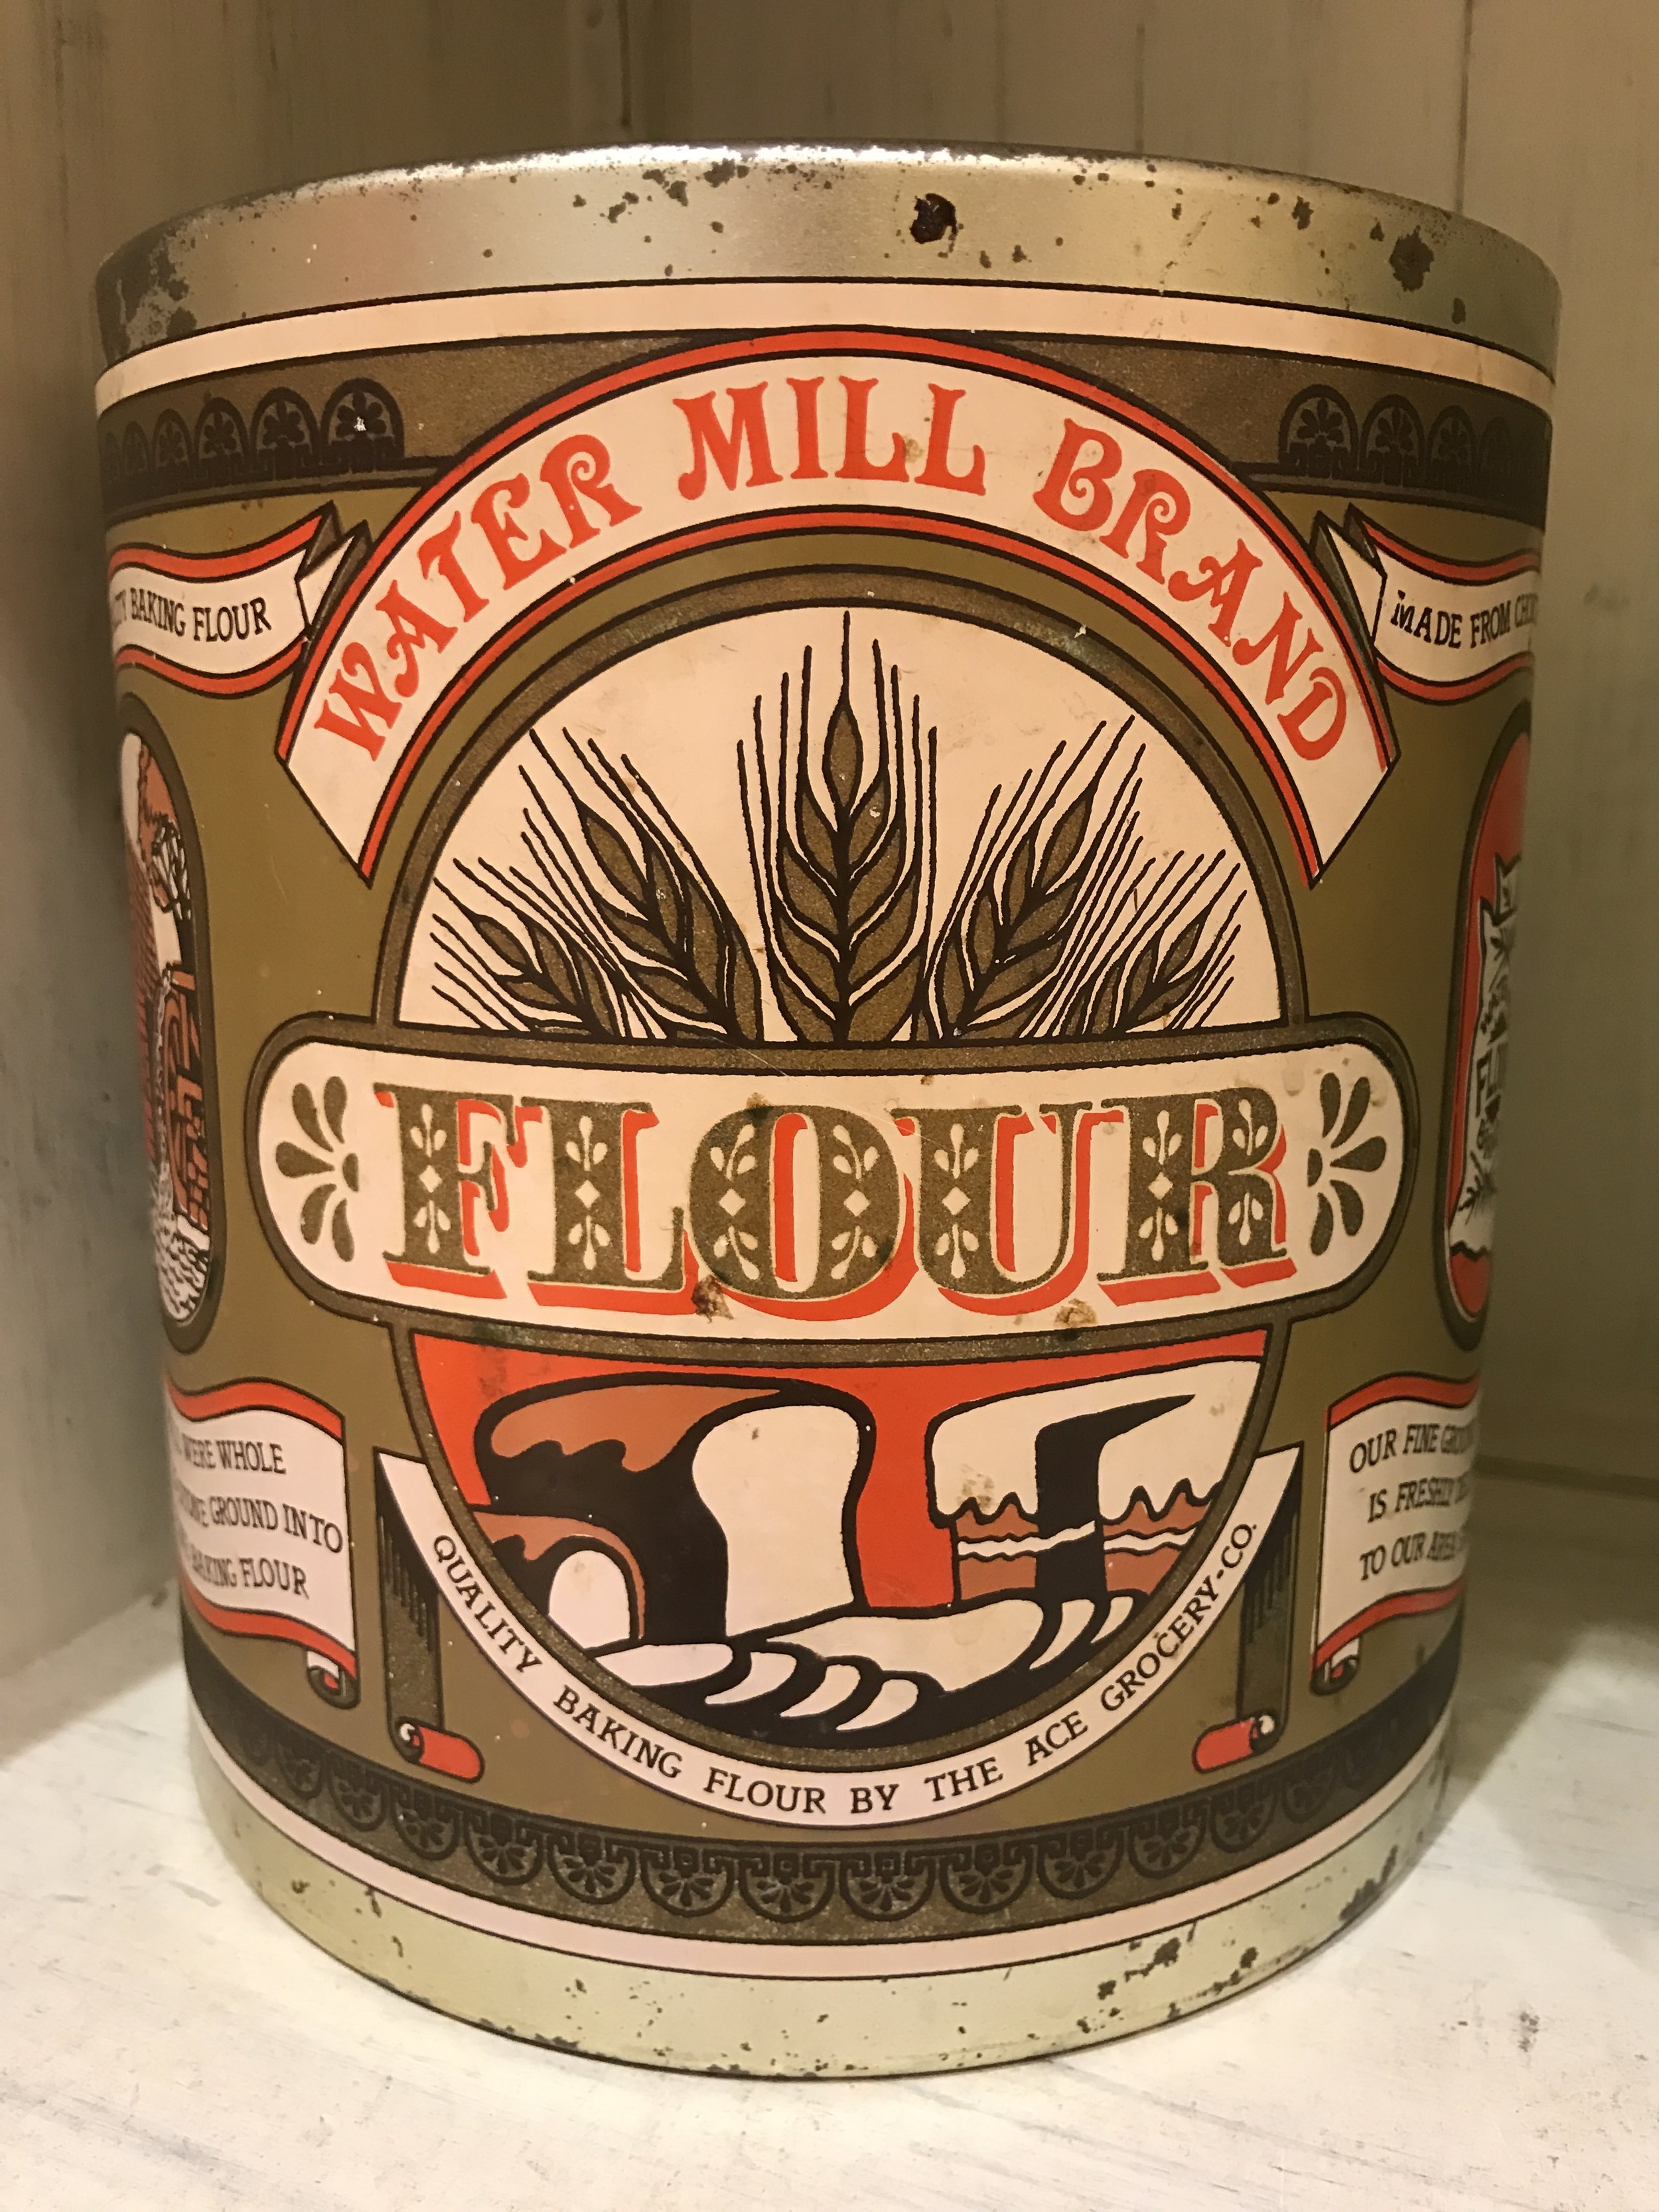 WATER MILL BRAND
BAKING FLOUR
MADE FROM
FLOUR
WERE WHOLE
GROUND INTO
BAKING FLOUR
OUR FINE
IS FRESHLY
TO OUR AREA
QUALITY BAKING FLOUR BY THE ACE GROCERY-CO.